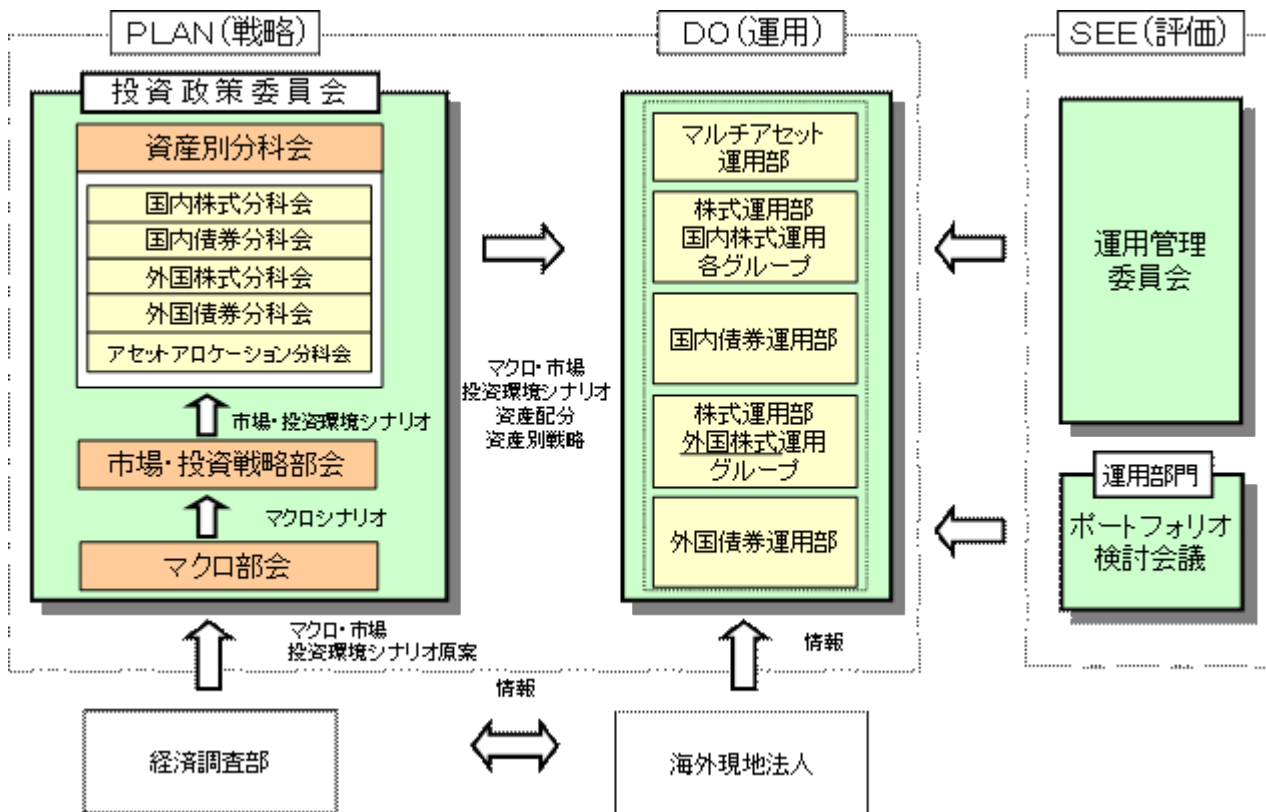 PLAN(戦略)
投資政策委員会
資産別分科会
国内株式分科会
国内債券分科会
外国株式分科会
外国債券分科会
アセットアロケーション分科会
市場・投資環境シナリオ
市場・投資戦略部会
マクロシナリオ
マクロ部会
マクロ・市場
投資環境シナリオ原案
経済調査部
マクロ・市場
投資環境シナリオ
資産配分
資産別戦略
情報
DO(運用)
マルチアセット
運用部
株式運用部
国内株式運用
各グループ
国内債券運用部
株式運用部
外国株式運用
グループ
外国債券運用部
情報
海外現地法人
SEE(評価)
運用管理
委員会
運用部門
ポートフォリオ
検討会議